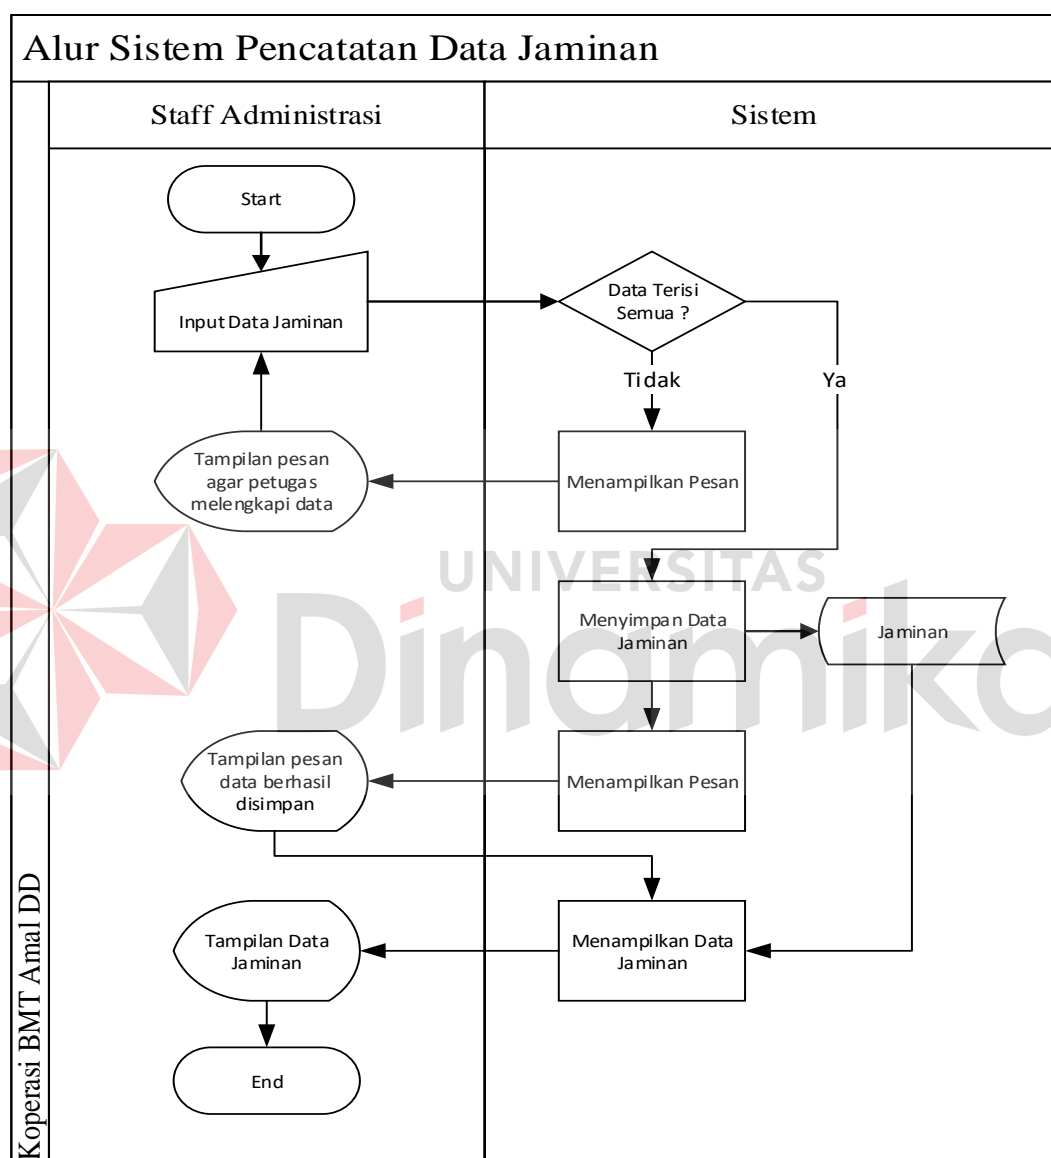 Alur Sistem Pencatatan Data Jaminan
Staff Administrasi
Sistem
Start
Input Data Jaminan
Data Terisi
Semua ?
Tidak
Ya
Tampilan pesan
agar petugas
melengkapi data
Menampilkan Pesan
UNIVERSITAS
Dinamika
Menyimpan Data
Jaminan
Jaminan
Tampilan pesan
data berhasil
disimpan
Menampilkan Pesan
Tampilan Data
Jaminan
Menampilkan Data
Jaminan
End
Koperasi BMT Amal DD